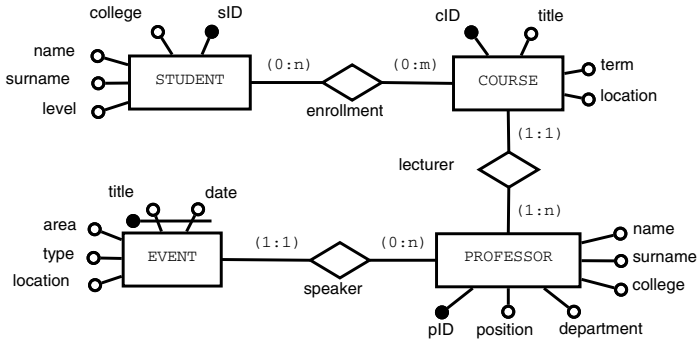 college sID
cID title
name
surname
level
STUDENT
(0:n)
(0:m)
enrollment
COURSE
term
location
(1:1)
lecturer
(1:n)
title date
area
type
location
EVENT
(1:1)
(0:n)
speaker
PROFESSOR
name
surname
college
pID position department